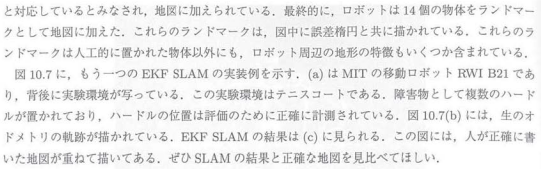 と対応しているとみなされ，地図に加えられている．最終的に，ロボットは 14 個の物体をランドマー
クとして地図に加えた．これらのランドマークは，図中に誤差楕円と共に描かれている．これらのラ
ンドマークは人工的に置かれた物体以外にも，ロボット周辺の地形の特徴もいくつか含まれている．
図 10.7 に，もう一つの EKF SLAM の実装例を示す．(a) は MIT の移動ロボット RWI B21 であ
り，背後に実験環境が写っている．この実験環境はテニスコートである．障害物として複数のハード
ルが置かれており，ハードルの位置は評価のために正確に計測されている．図 10.7(b) には，生のオ
ドメトリの軌跡が描かれている．EKF SLAM の結果は (c) に見られる．この図には，人が正確に書
いた地図が重ねて描いてある．ぜひ SLAM の結果と正確な地図を見比べてほしい．